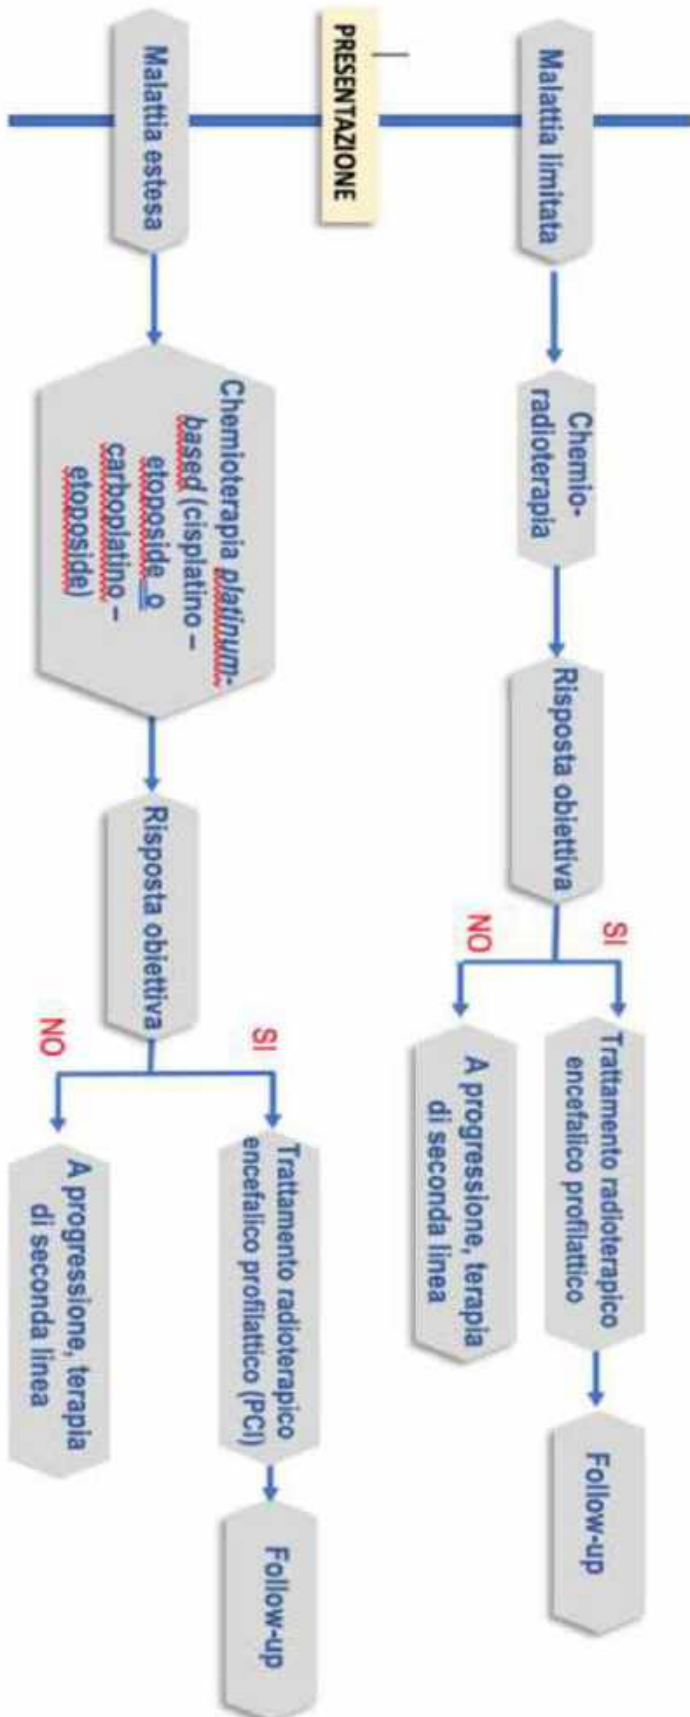 PRESENTAZIONE
Malattia limitata
Chemio-
radioterapia
Risposta obiettiva
SI
NO
Trattamento radioterapico
encefalico profilattico
Follow-up
A progressione, terapia
di seconda linea
Malattia estesa
Chemioterapia platinum-
based (cisplatino –
etoposide o
carboplatino –
etoposide)
Risposta obiettiva
SI
NO
Trattamento radioterapico
encefalico profilattico (PCI)
Follow-up
A progressione, terapia
di seconda linea